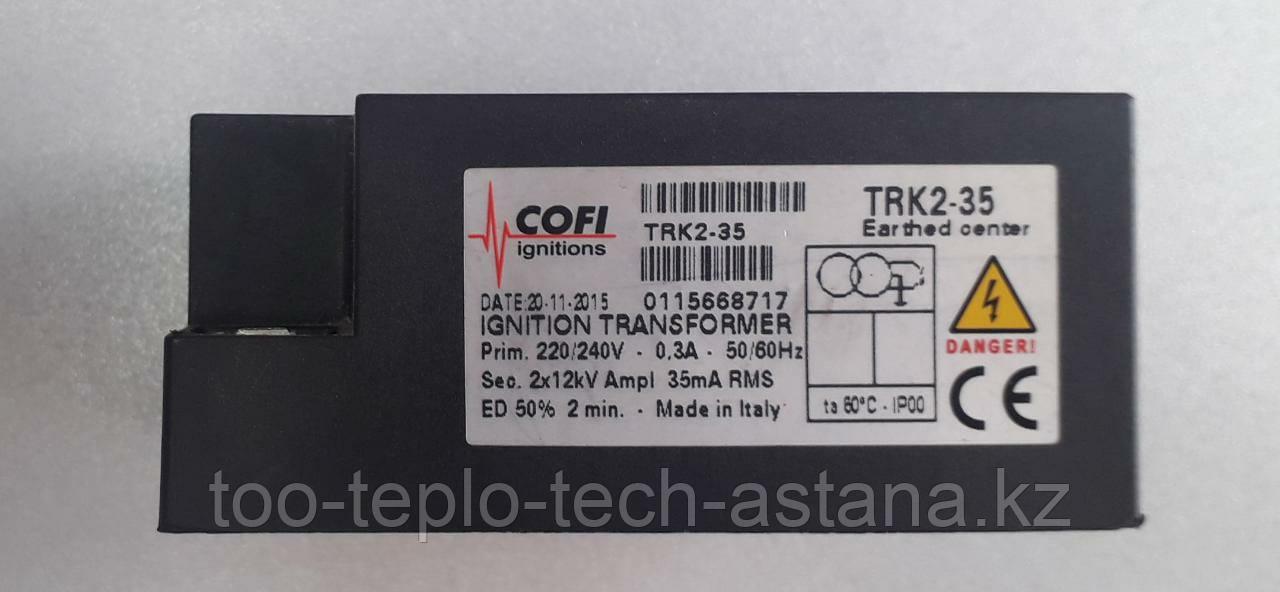 COFI
ignitions
TRK2-35
DATE:20-11-2015 0115668717
TRK2-35
Earthed center
IGNITION TRANSFORMER
Prim. 220/240V - 0,3A - 50/60Hz
Sec. 2x12kV Ampl 35mA RMS
ED 50% 2 min. - Made in Italy
ta 60°C - IP00
DANGER!
CE
too-teplo-tech-astana.kz